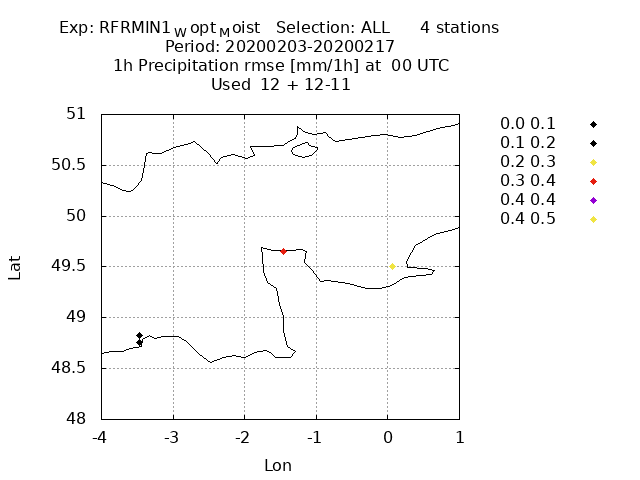 Exp: RFRMIN1WoptMoist Selection: ALL 4 stations
Period: 20200203-20200217
1h Precipitation rmse [mm/1h] at 00 UTC
Used 12 + 12-11
51
50.5
50
49.5
49
48.5
48
Lat
-4 -3 -2 -1 0 1
Lon
0.0 0.1
0.1 0.2
0.2 0.3
0.3 0.4
0.4 0.4
0.4 0.5